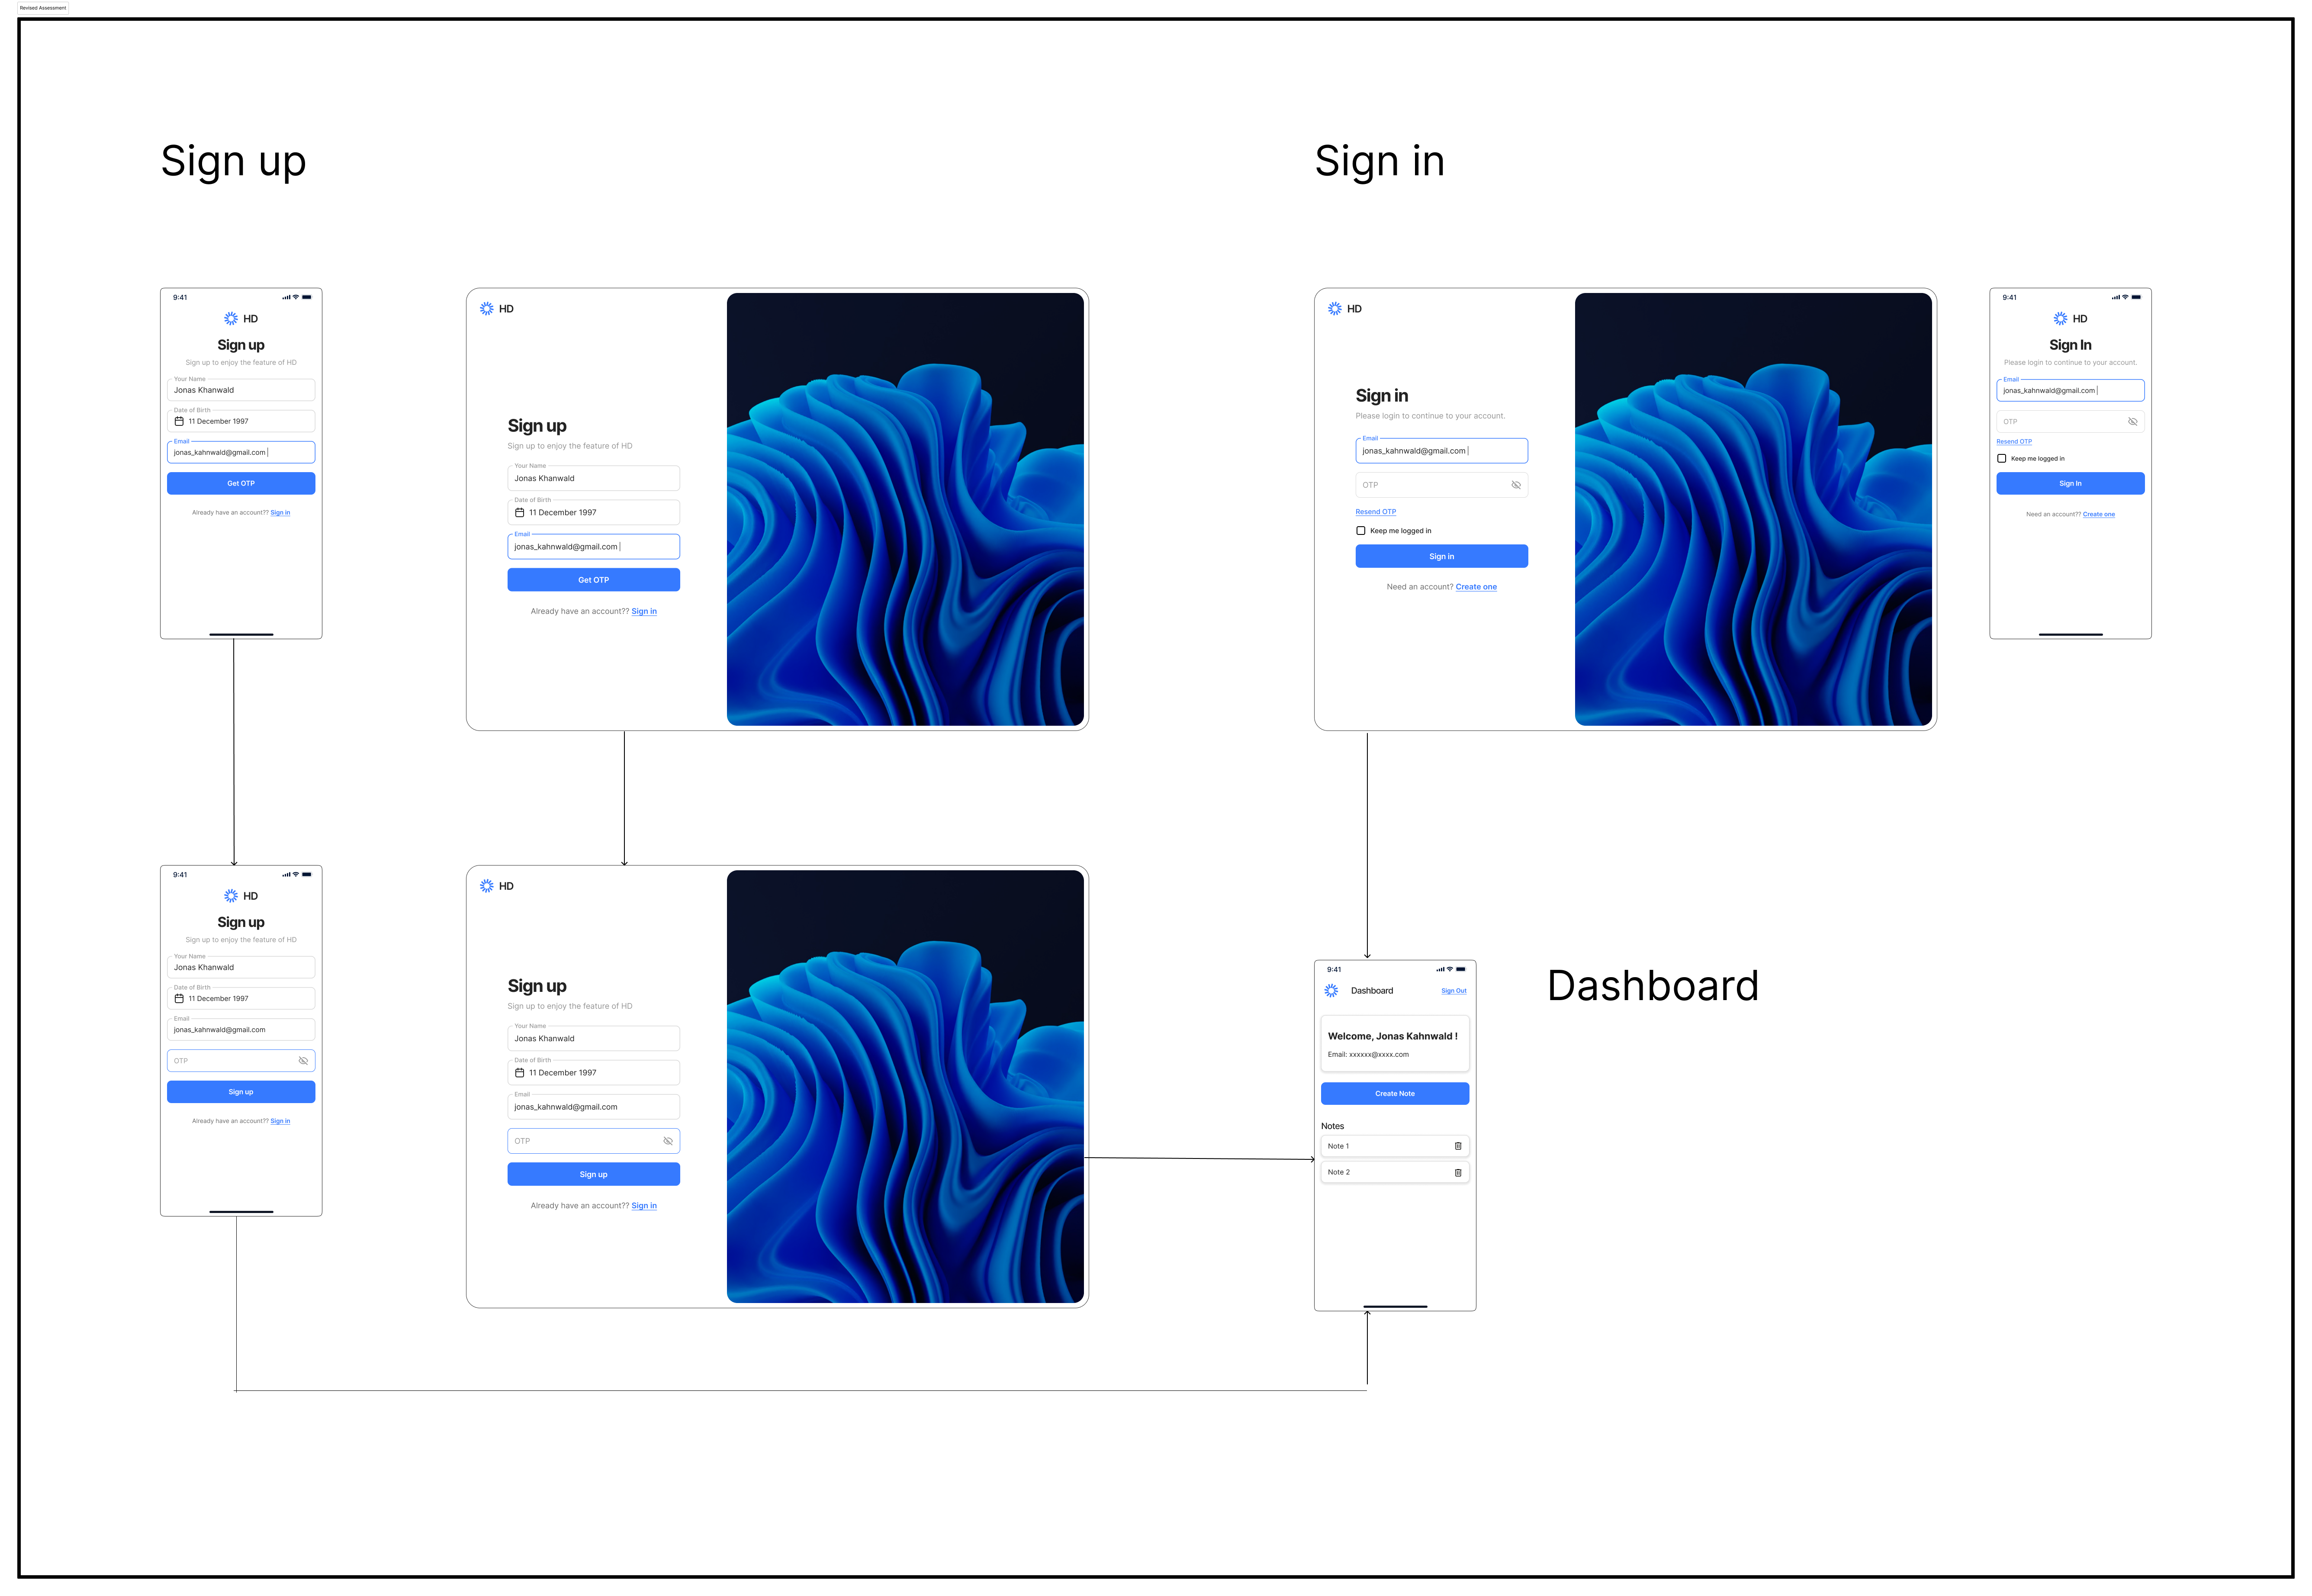 Revised Assessment
Sign up
Sign in
9:41
HD
Sign up
Sign up to enjoy the feature of HD
Your Name
Jonas Khanwald
Date of Birth
11 December 1997
Email
jonas_kahnwald@gmail.com
Get OTP
Already have an account?? Sign in
HD
Sign up
Sign up to enjoy the feature of HD
Your Name
Jonas Khanwald
Date of Birth
11 December 1997
Email
jonas_kahnwald@gmail.com
Get OTP
Already have an account?? Sign in
HD
Sign in
Please login to continue to your account.
Email
jonas_kahnwald@gmail.com
OTP
Resend OTP
Keep me logged in
Sign in
Need an account? Create one
9:41
HD
Sign In
Please login to continue to your account.
Email
jonas_kahnwald@gmail.com
OTP
Resend OTP
Keep me logged in
Sign In
Need an account?? Create one
9:41
HD
Sign up
Sign up to enjoy the feature of HD
Your Name
Jonas Khanwald
Date of Birth
11 December 1997
Email
jonas_kahnwald@gmail.com
OTP
Sign up
Already have an account?? Sign in
HD
Sign up
Sign up to enjoy the feature of HD
Your Name
Jonas Khanwald
Date of Birth
11 December 1997
Email
jonas_kahnwald@gmail.com
OTP
Sign up
Already have an account?? Sign in
9:41
Dashboard
Sign Out
Welcome, Jonas Kahnwald !
Email: xxxxxx@xxxx.com
Create Note
Notes
Note 1
Note 2
Dashboard